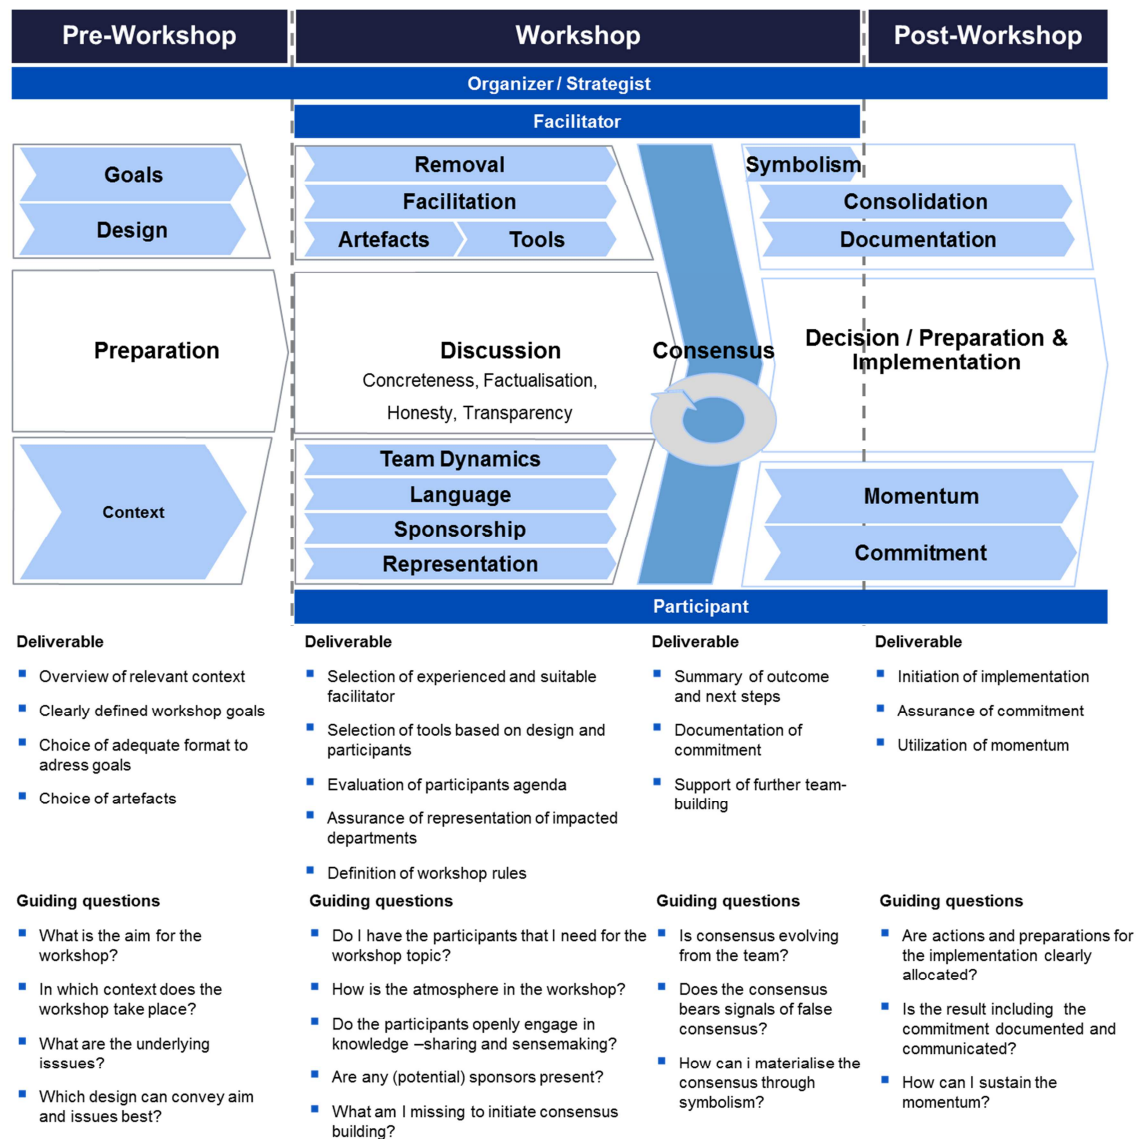 Pre-Workshop
Workshop
Post-Workshop
Organizer / Strategist
Facilitator
Goals
Design
Removal
Facilitation
Artefacts
Tools
Symbolism
Consolidation
Documentation
Preparation
Discussion
Concreteness, Factualisation,
Honesty, Transparency
Consensus
Decision / Preparation &
Implementation
Context
Team Dynamics
Language
Sponsorship
Representation
Momentum
Commitment
Participant
Deliverable
Overview of relevant context
Clearly defined workshop goals
Choice of adequate format to
adress goals
Choice of artefacts
Deliverable
Selection of experienced and suitable
facilitator
Selection of tools based on design and
participants
Evaluation of participants agenda
Assurance of representation of impacted
departments
Definition of workshop rules
Deliverable
Summary of outcome
and next steps
Documentation of
commitment
Support of further team-
building
Deliverable
Initiation of implementation
Assurance of commitment
Utilization of momentum
Guiding questions
What is the aim for the
workshop?
In which context does the
workshop take place?
What are the underlying
isssues?
Which design can convey aim
and issues best?
Guiding questions
Do I have the participants that I need for the
workshop topic?
How is the atmosphere in the workshop?
Do the participants openly engage in
knowledge –sharing and sensemaking?
Are any (potential) sponsors present?
What am I missing to initiate consensus
building?
Guiding questions
Is consensus evolving
from the team?
Does the consensus
bears signals of false
consensus?
How can i materialise the
consensus through
symbolism?
Guiding questions
Are actions and preparations for
the implementation clearly
allocated?
Is the result including the
commitment documented and
communicated?
How can I sustain the
momentum?